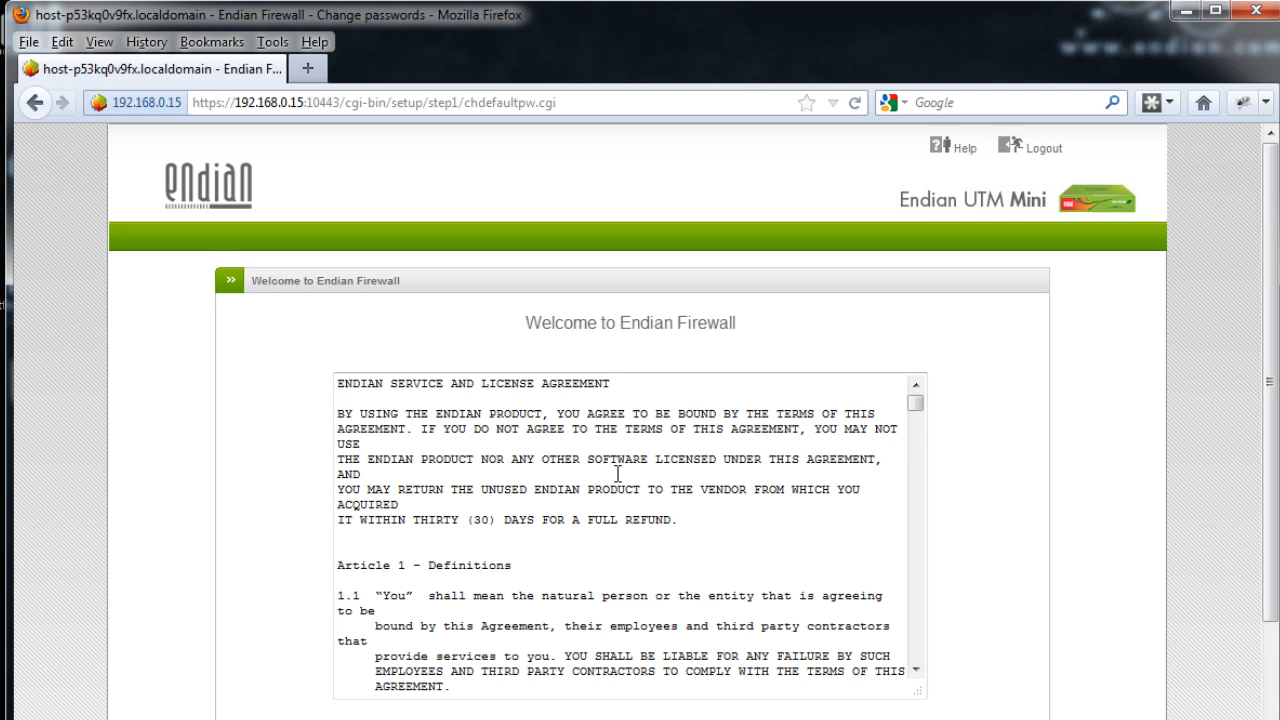 host-p53kq0v9fx.localdomain - Endian Firewall - Change passwords - Mozilla Firefox
www.endian.com
File Edit View History Bookmarks Tools Help
host-p53kq0v9fx.localdomain - Endian F...
192.168.0.15 https://192.168.0.15:10443/cgi-bin/setup/step1/chdefaultpw.cgi Google
Help Logout
endian
Endian UTM Mini
Welcome to Endian Firewall
Welcome to Endian Firewall
ENDIAN SERVICE AND LICENSE AGREEMENT
BY USING THE ENDIAN PRODUCT, YOU AGREE TO BE BOUND BY THE TERMS OF THIS
AGREEMENT. IF YOU DO NOT AGREE TO THE TERMS OF THIS AGREEMENT, YOU MAY NOT
USE
THE ENDIAN PRODUCT NOR ANY OTHER SOFTWARE LICENSED UNDER THIS AGREEMENT,
AND
YOU MAY RETURN THE UNUSED ENDIAN PRODUCT TO THE VENDOR FROM WHICH YOU
ACQUIRED
IT WITHIN THIRTY (30) DAYS FOR A FULL REFUND.
Article 1 - Definitions
1.1 “You” shall mean the natural person or the entity that is agreeing
to be
bound by this Agreement, their employees and third party contractors
that
provide services to you. YOU SHALL BE LIABLE FOR ANY FAILURE BY SUCH
EMPLOYEES AND THIRD PARTY CONTRACTORS TO COMPLY WITH THE TERMS OF THIS
AGREEMENT.